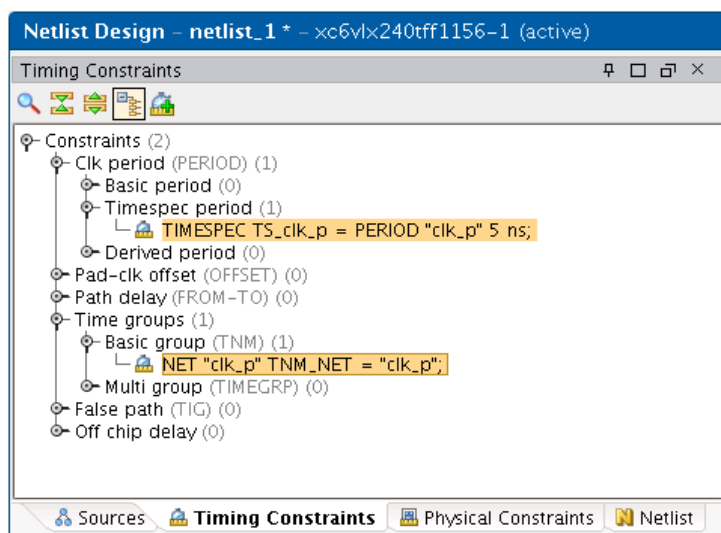 Netlist Design - netlist_1 * - xc6vlx240tff1156-1 (active)
Timing Constraints
Constraints (2)
Clk period (PERIOD) (1)
Basic period (0)
Timespec period (1)
TIMESPEC TS_clk_p = PERIOD "clk_p" 5 ns;
Derived period (0)
Pad-clk offset (OFFSET) (0)
Path delay (FROM-TO) (0)
Time groups (1)
Basic group (TNM) (1)
NET "clk_p" TNM_NET = "clk_p";
Multi group (TIMEGRP) (0)
False path (TIG) (0)
Off chip delay (0)
Sources Timing Constraints Physical Constraints Netlist